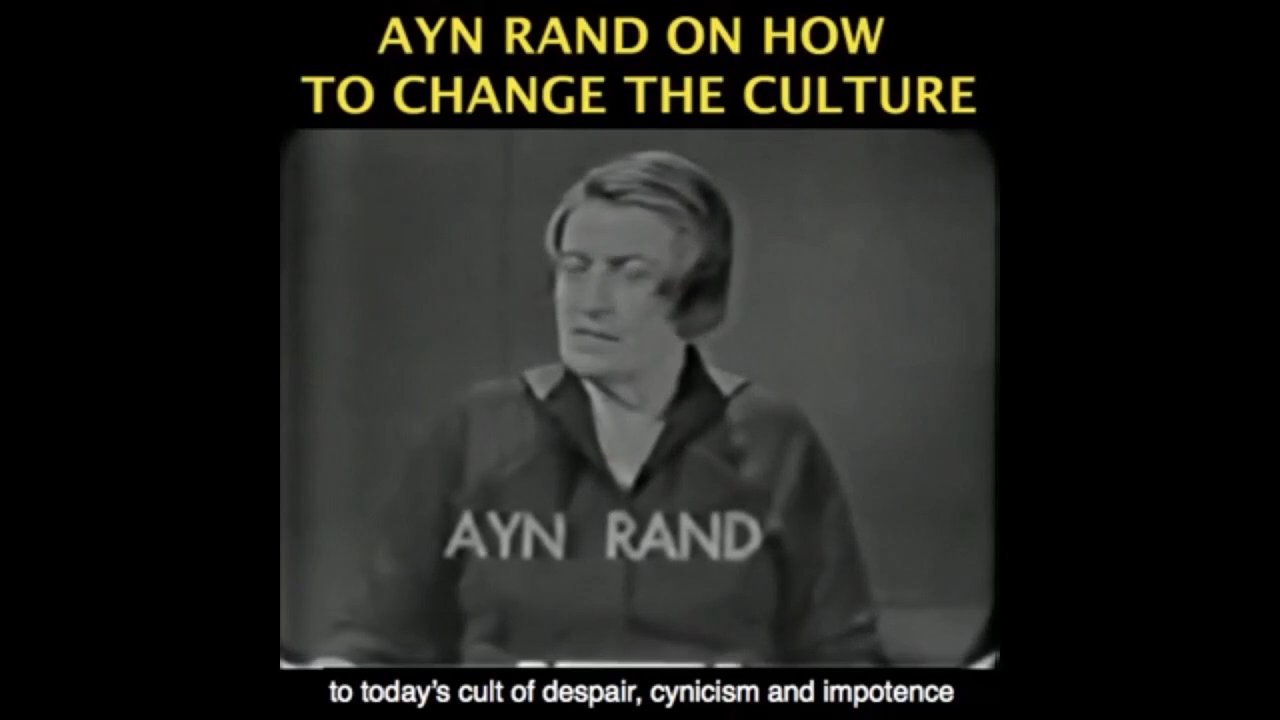 AYN RAND ON HOW
TO CHANGE THE CULTURE
AYN RAND
to today's cult of despair, cynicism and impotence